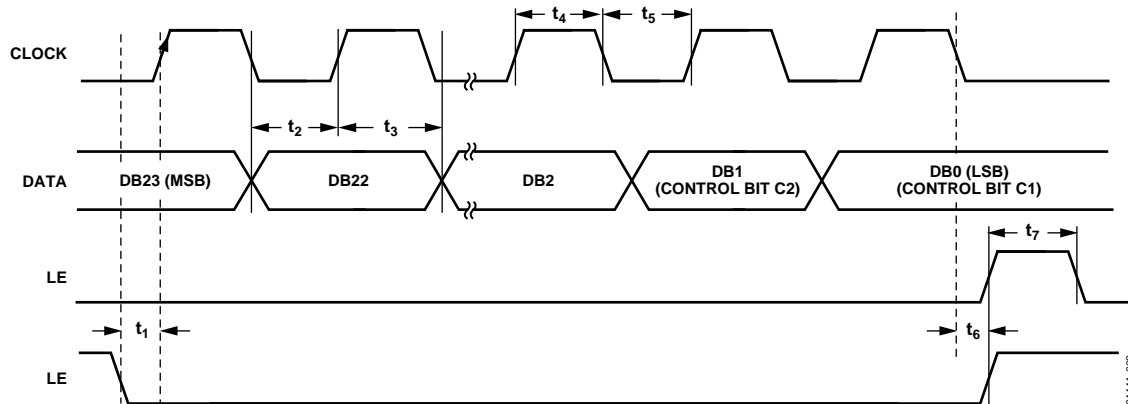 t4 t5
CLOCK
t2 t3
DATA DB23 (MSB) DB22 DB2 DB1
(CONTROL BIT C2) DB0 (LSB)
(CONTROL BIT C1)
t7
LE
t1 t6
LE